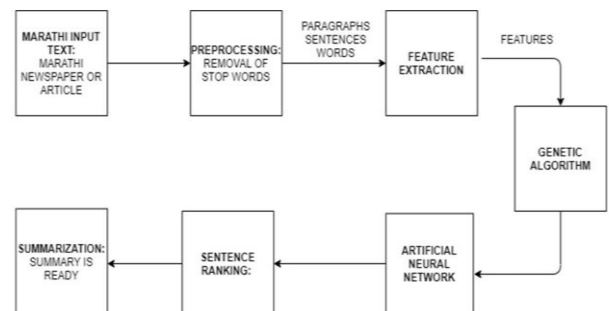 MARATHI INPUT
TEXT:
MARATHI
NEWSPAPER OR
ARTICLE
PREPROCESSING:
REMOVAL OF
STOP WORDS
PARAGRAPHS
SENTENCES
WORDS
FEATURE
EXTRACTION
FEATURES
GENETIC
ALGORITHM
ARTIFICIAL
NEURAL
NETWORK
SENTENCE
RANKING:
SUMMARIZATION:
SUMMARY IS
READY